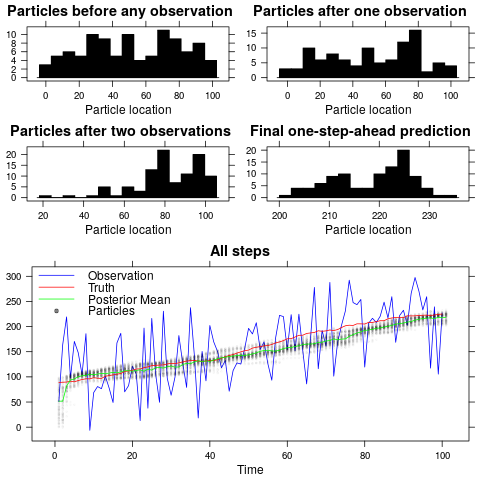 Particles before any observation
10
8
6
4
2
0
0 20 40 60 80 100
Particle location
Particles after one observation
15
10
5
0
0 20 40 60 80 100
Particle location
Particles after two observations
20
15
10
5
0
20 40 60 80 100
Particle location
Final one-step-ahead prediction
20
15
10
5
0
200 210 220 230
Particle location
All steps
Observation
Truth
Posterior Mean
Particles
300
250
200
150
100
50
0
0 20 40 60 80 100
Time